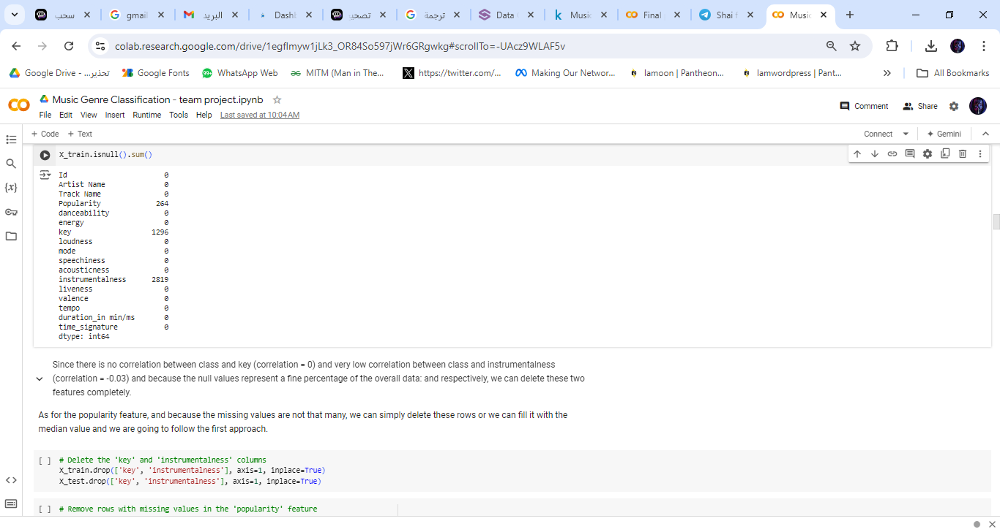 سحب
gmail
البريد
Dashb
تصحيـ
ترجمة
Data
Music
Final
Shai f
Music
colab.research.google.com/drive/1egflmyw1jLk3_OR84So597jWr6GRgwkg#scrollTo=-UAcz9WLAF5v
Google Drive - ...تحذير
Google Fonts
WhatsApp Web
MITM (Man in The...
https://twitter.com/...
Making Our Networ...
lamoon | Pantheon...
lamwordpress | Pant...
All Bookmarks
Music Genre Classification - team project.ipynb
File Edit View Insert Runtime Tools Help Last saved at 10:04 AM
Comment Share
+ Code + Text
Connect Gemini
X_train.isnull().sum()
Id 0
Artist Name 0
Track Name 0
Popularity 264
danceability 0
energy 0
key 1296
loudness 0
mode 0
speechiness 0
acousticness 0
instrumentalness 2819
liveness 0
valence 0
tempo 0
duration_in min/ms 0
time_signature 0
dtype: int64
Since there is no correlation between class and key (correlation = 0) and very low correlation between class and instrumentalness
(correlation = -0.03) and because the null values represent a fine percentage of the overall data: and respectively, we can delete these two
features completely.
As for the popularity feature, and because the missing values are not that many, we can simply delete these rows or we can fill it with the
median value and we are going to follow the first approach.
[ ] # Delete the 'key' and 'instrumentalness' columns
X_train.drop(['key', 'instrumentalness'], axis=1, inplace=True)
X_test.drop(['key', 'instrumentalness'], axis=1, inplace=True)
[ ] # Remove rows with missing values in the 'popularity' feature